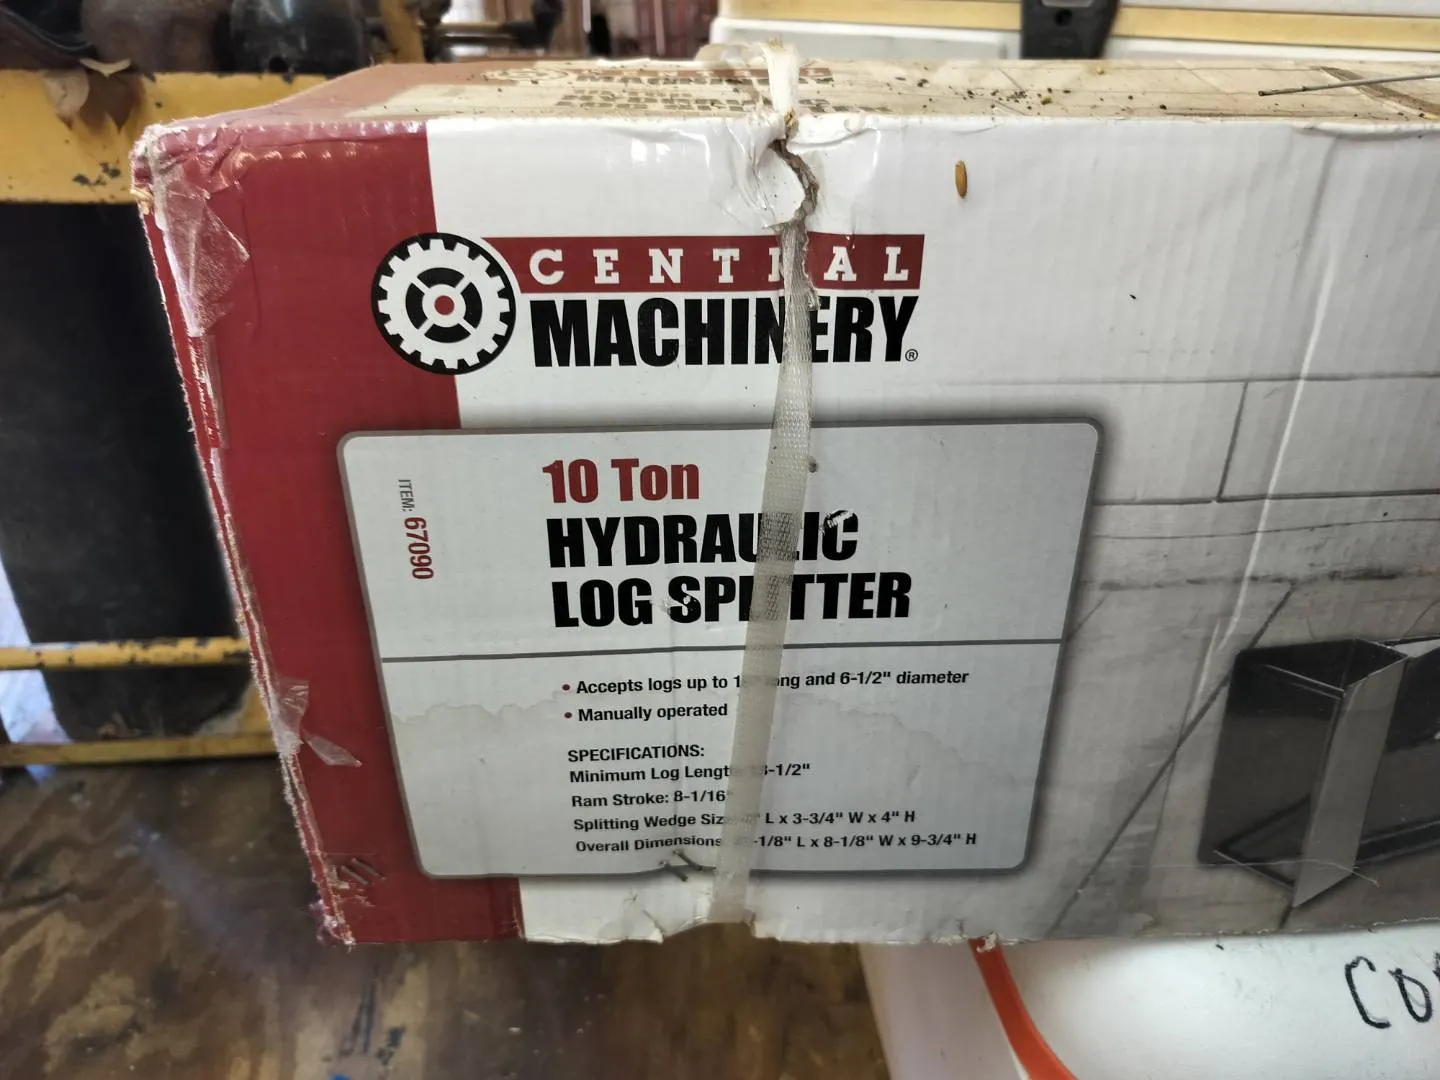 CENTRAL
MACHINERY®
ITEM: 67090
10 Ton
HYDRAULIC
LOG SPLITTER
• Accepts logs up to and 6-1/2" diameter
• Manually operated
SPECIFICATIONS:
Minimum Log Length
Ram Stroke: 8-1/16"
Splitting Wedge Size: L x 3-3/4" W x 4" H
Overall Dimensions: L x 8-1/8" W x 9-3/4" H
CENTRAL
MACHINERY